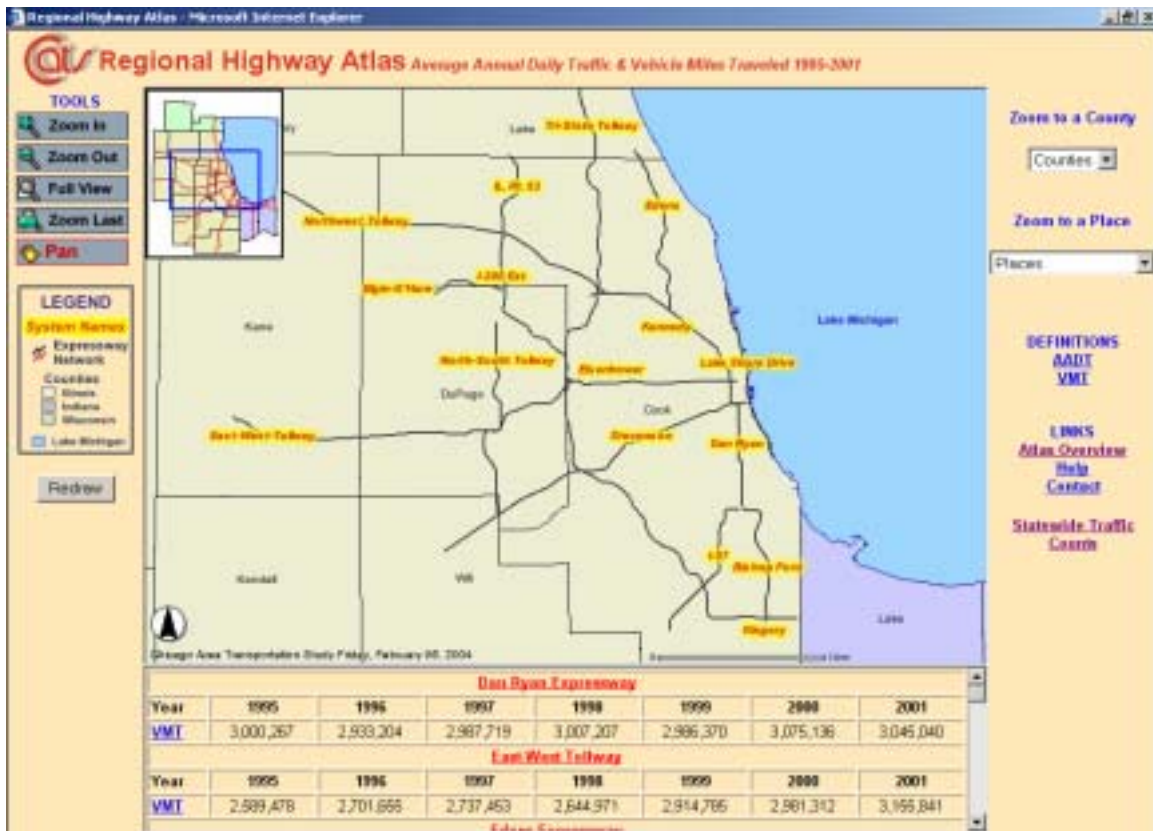 Regional Highway Atlas - Microsoft Internet Explorer
Cats Regional Highway Atlas Average Annual Daily Traffic & Vehicle Miles Traveled 1995-2001
TOOLS
Zoom In
Zoom Out
Full View
Zoom Last
Pan
LEGEND
System Names
Expressway
Network
Counties
Illinois
Indiana
Wisconsin
Lake Michigan
Redraw
Lake
Tri-State Tollway
IL Rt. 53
Edens
Northwest Tollway
I-290 Ext
Elgin-O'Hare
Kane
Kennedy
Lake Michigan
North-South Tollway
Eisenhower
Lake Shore Drive
DuPage
Cook
East-West Tollway
Stevenson
Dan Ryan
I-57
Bishop Ford
Kendall
Will
Lake
Kingery
Chicago Area Transportation Study Friday, February 06, 2004
Zoom to a County
Counties
Zoom to a Place
Places
DEFINITIONS
AADT
VMT
LINKS
Atlas Overview
Help
Contact
Statewide Traffic
Counts
Dan Ryan Expressway
Year 1995 1996 1997 1998 1999 2000 2001
VMT 3,000,267 2,933,204 2,987,719 3,007,207 2,986,370 3,075,136 3,045,040
East West Tollway
Year 1995 1996 1997 1998 1999 2000 2001
VMT 2,589,478 2,701,655 2,737,453 2,844,971 2,914,785 2,981,312 3,155,841
Edens Expressway